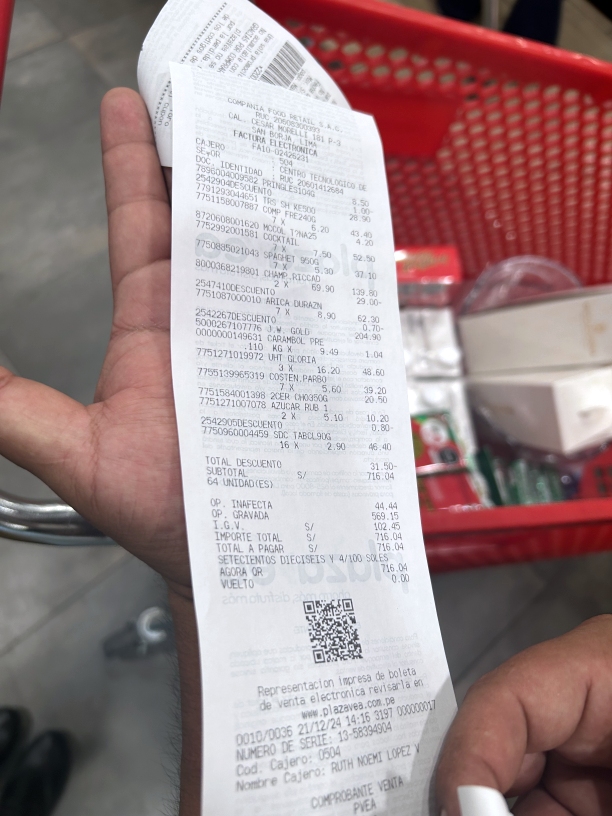 COMPAÑIA FOOD RETAIL S.A.C.
RUC 20608300393
CAL. CESAR MORELLI 181 P-3
SAN BORJA, LIMA
FACTURA ELECTRONICA
FA10-02426231
CAJERO : 504
SEÑOR : CENTRO TECNOLOGICO DE
DOC. IDENTIDAD : RUC 20601412684
7896004009582 PRINGLES104G 8.50
2542904DESCUENTO 1.00-
7791293044651 TRS SH KE500 28.90
7751158007887 COMP FRE240G
7 X 6.20 43.40
8720608001620 MCCOL T?NA25 4.20
7752992001581 COCKTAIL
7 X 7.50 52.50
7750885021043 SPAGHET 950G
7 X 5.30 37.10
8000368219801 CHAMP.RICCAD
2 X 69.90 139.80
2547410DESCUENTO 29.00-
7751087000010 ARICA DURAZN
7 X 8.90 62.30
2542267DESCUENTO 0.70-
5000267107776 J.W. GOLD 204.90
0000000149631 CARAMBOL PRE
.110 KG X 9.49 1.04
7751271019972 UHT GLORIA
3 X 16.20 48.60
7755139965319 COSTEN.PAR80
7 X 5.60 39.20
7751584001398 2CER CHO350G 20.50
7751271007078 AZUCAR RUB 1
2 X 5.10 10.20
2542905DESCUENTO 0.80-
7750960004459 SDC TABCL90G
16 X 2.90 46.40
TOTAL DESCUENTO 31.50-
SUBTOTAL S/ 716.04
64 UNIDAD(ES)
OP. INAFECTA 44.44
OP. GRAVADA 569.15
I.G.V. S/ 102.45
IMPORTE TOTAL S/ 716.04
TOTAL A PAGAR S/ 716.04
SETECIENTOS DIECISEIS Y 4/100 SOLES
AGORA QR 716.04
VUELTO 0.00
Representacion impresa de boleta
de venta electronica revisarla en
www.plazavea.com.pe
0010/0036 21/12/24 14:16 3197 000000017
NUMERO DE SERIE: 13-58394904
Cod. Cajero: 0504
Nombre Cajero: RUTH NOEMI LOPEZ V
COMPROBANTE VENTA
PVEA